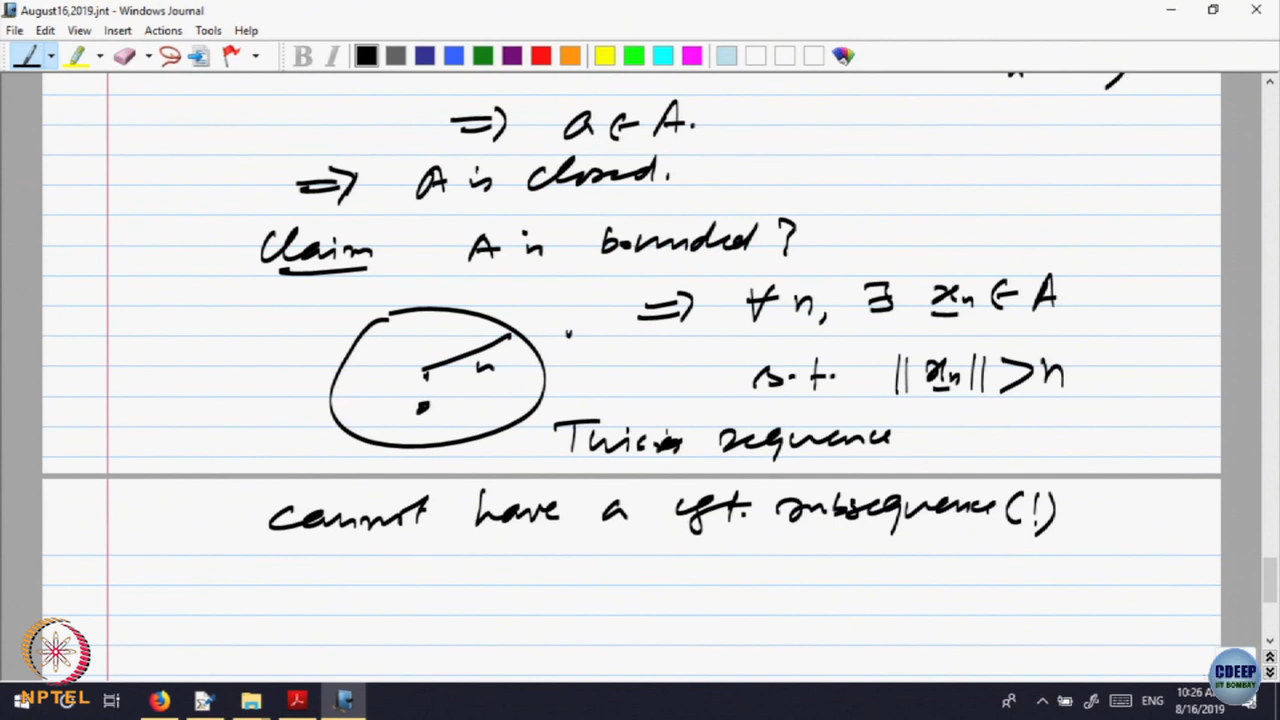 August16,2019.jnt - Windows Journal
File Edit View Insert Actions Tools Help
B I
=> a ∈ A.
=> A is closed.
Claim A is bounded?
=> ∀ n, ∃ xn ∈ A
n
s.t. ||xn|| > n
This sequence
cannot have a cgt. subsequence(!)
NPTEL
CDEEP
IIT BOMBAY
ENG
10:26
8/16/2019